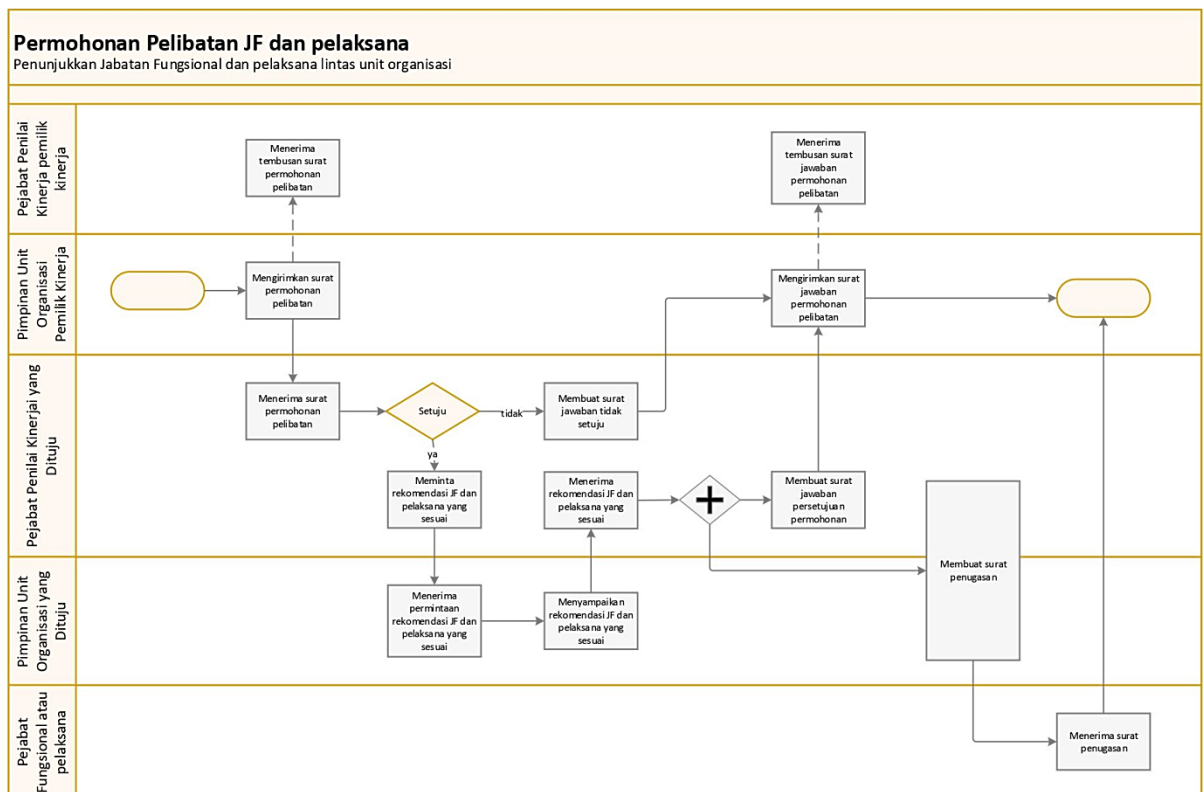 Permohonan Pelibatan JF dan pelaksana
Penunjukkan Jabatan Fungsional dan pelaksana lintas unit organisasi
Pejabat Penilai
Kinerja pemilik
kinerja
Menerima
tembusan surat
permohonan
pelibatan
Menerima
tembusan surat
jawaban
permohonan
pelibatan
Pimpinan Unit
Organisasi
Pemilik Kinerja
Mengirimkan surat
permohonan
pelibatan
Mengirimkan surat
jawaban
permohonan
pelibatan
Pejabat Penilai Kinerjai yang
Dituju
Menerima surat
permohonan
pelibatan
Setuju
tidak
Membuat surat
jawaban tidak
setuju
ya
Meminta
rekomendasi JF dan
pelaksana yang
sesuai
Menerima
rekomendasi JF dan
pelaksana yang
sesuai
Membuat surat
jawaban
persetujuan
permohonan
Membuat surat
penugasan
Pimpinan Unit
Organisasi yang
Dituju
Menerima
permintaan
rekomendasi JF dan
pelaksana yang
sesuai
Menyampaikan
rekomendasi JF dan
pelaksana yang
sesuai
Pejabat
Fungsional atau
pelaksana
Menerima surat
penugasan